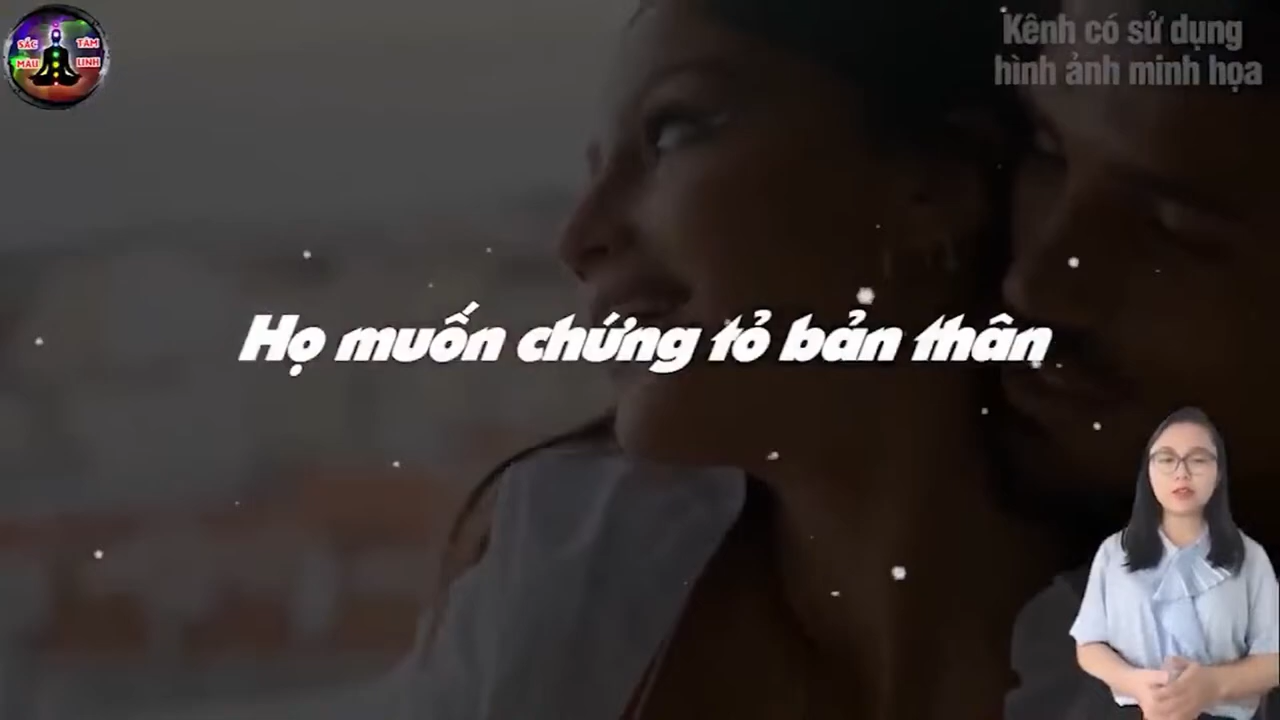 SẮC TÂM
MÀU LINH
Kênh có sử dụng
hình ảnh minh họa
Họ muốn chứng tỏ bản thân